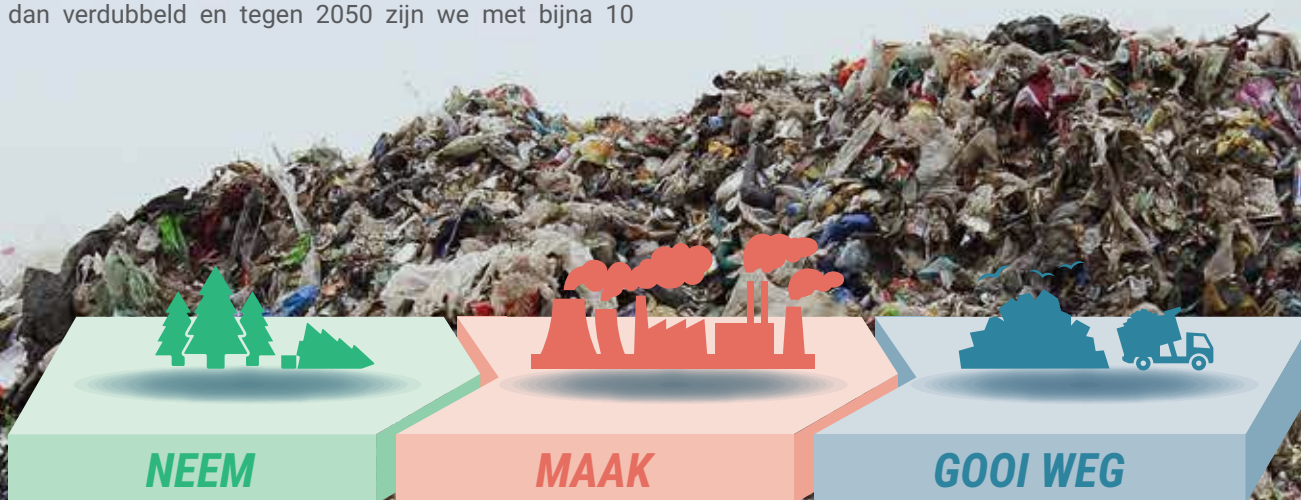 dan verdubbeld en tegen 2050 zijn we met bijna 10
NEEM
MAAK
GOOI WEG